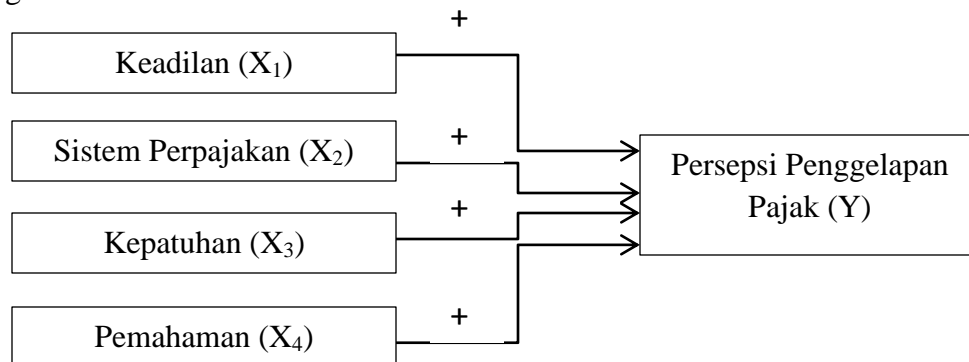 g
+
Keadilan (X₁)
+
Sistem Perpajakan (X₂)
Persepsi Penggelapan
Pajak (Y)
+
Kepatuhan (X₃)
+
Pemahaman (X₄)